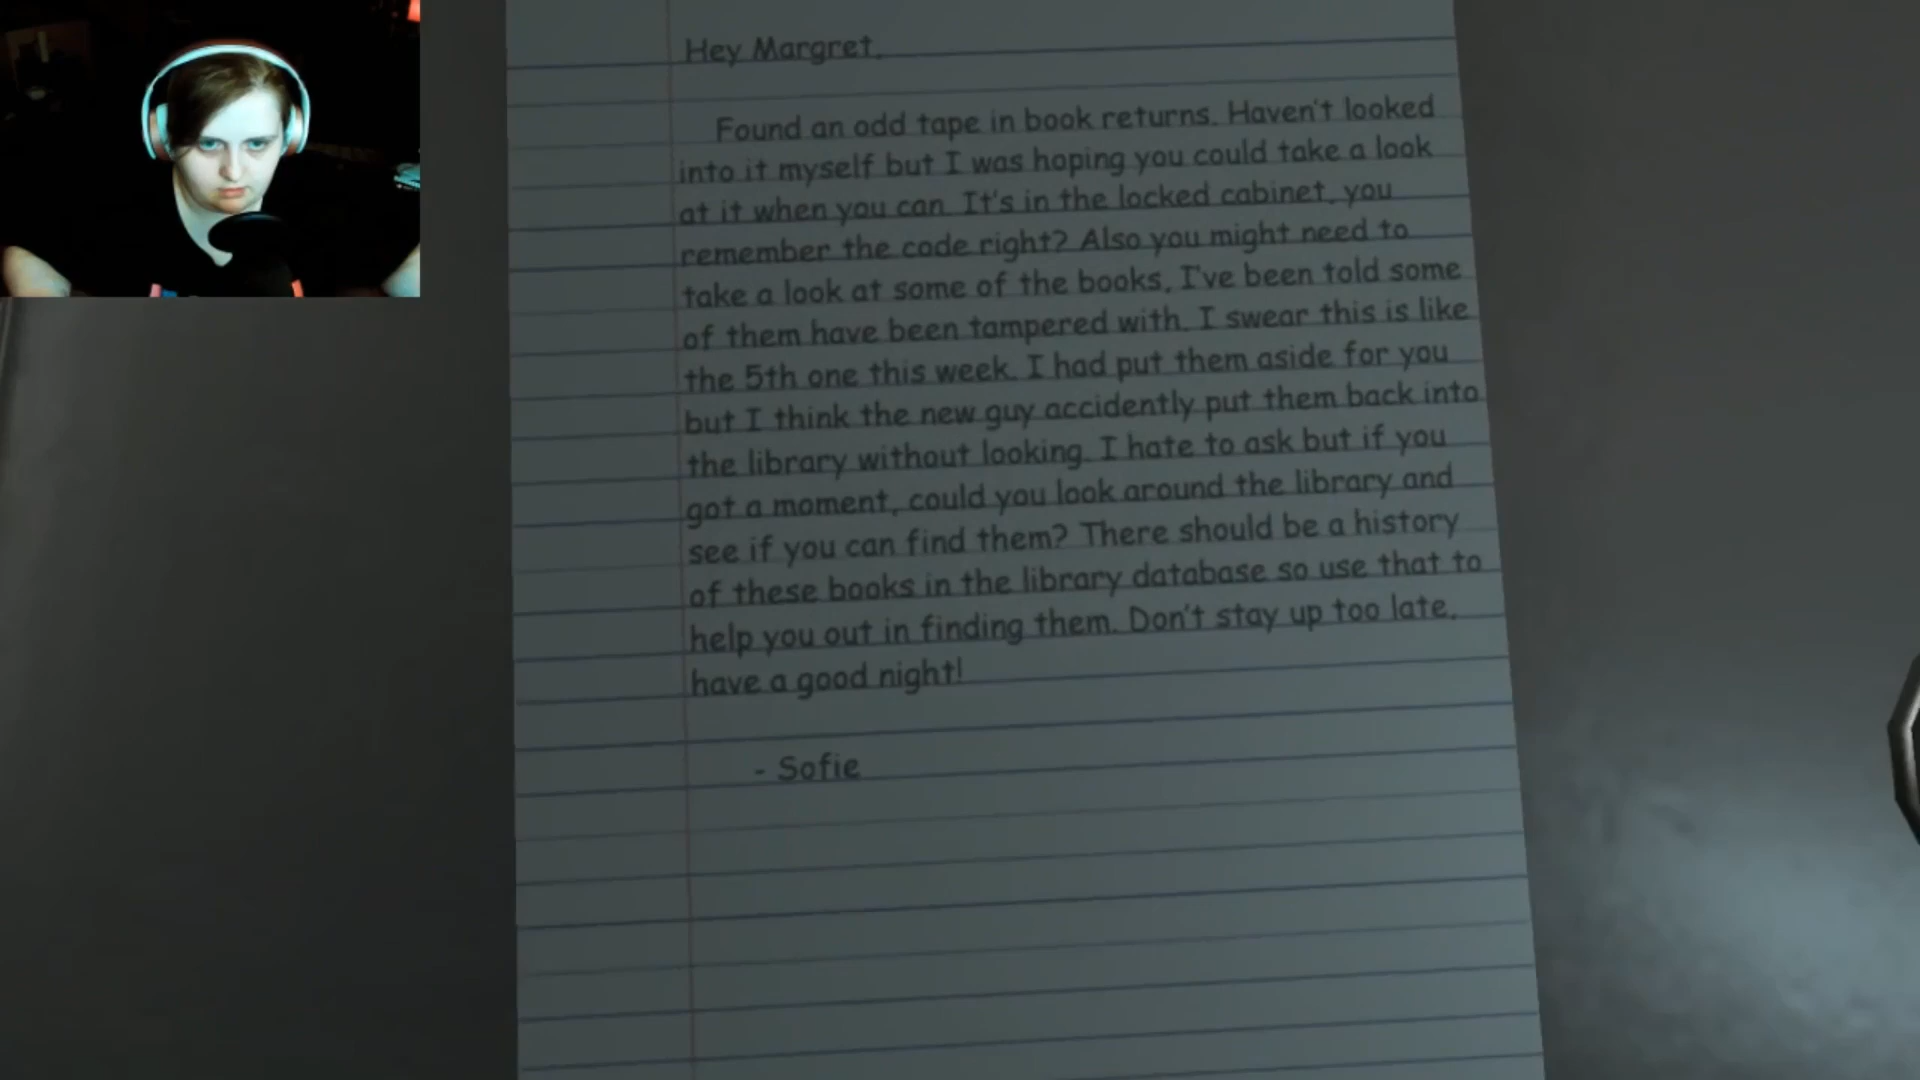 Hey Margret,
Found an odd tape in book returns. Haven't looked
into it myself but I was hoping you could take a look
at it when you can. It's in the locked cabinet, you
remember the code right? Also you might need to
take a look at some of the books, I've been told some
of them have been tampered with. I swear this is like
the 5th one this week. I had put them aside for you
but I think the new guy accidently put them back into
the library without looking. I hate to ask but if you
got a moment, could you look around the library and
see if you can find them? There should be a history
of these books in the library database so use that to
help you out in finding them. Don't stay up too late,
have a good night!
- Sofie